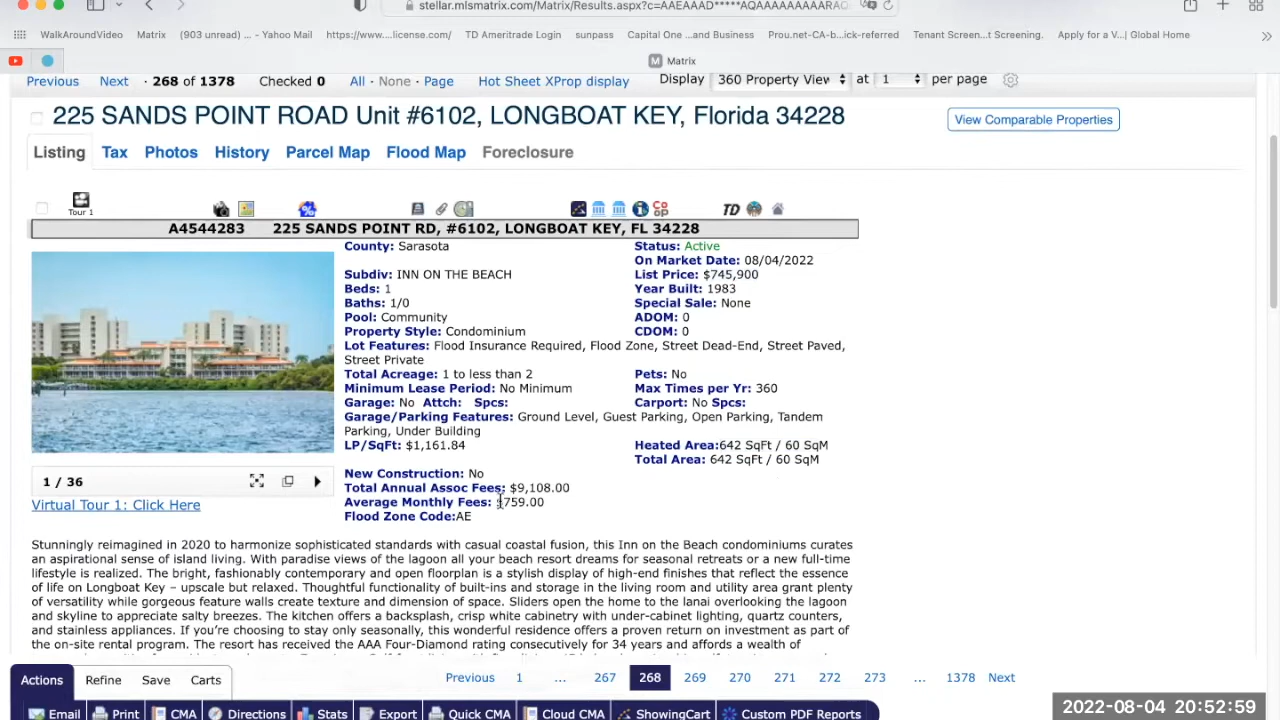 stellar.mlsmatrix.com/Matrix/Results.aspx?c=AAEAAAD*****AQAAAAAAAAARAQ
WalkAroundVideo Matrix (903 unread) ... - Yahoo Mail https://www....license.com/ TD Ameritrade Login sunpass Capital One ...and Business Prou.net-CA-b...ick-referred Tenant Screen...t Screening. Apply for a V...| Global Home
M Matrix
Previous Next · 268 of 1378 Checked 0 All · None · Page Hot Sheet XProp display Display 360 Property View at 1 per page
225 SANDS POINT ROAD Unit #6102, LONGBOAT KEY, Florida 34228 View Comparable Properties
Listing Tax Photos History Parcel Map Flood Map Foreclosure
Tour 1 Co op TD
A4544283 225 SANDS POINT RD, #6102, LONGBOAT KEY, FL 34228
County: Sarasota Status: Active
On Market Date: 08/04/2022
Subdiv: INN ON THE BEACH List Price: $745,900
Beds: 1 Year Built: 1983
Baths: 1/0 Special Sale: None
Pool: Community ADOM: 0
Property Style: Condominium CDOM: 0
Lot Features: Flood Insurance Required, Flood Zone, Street Dead-End, Street Paved,
Street Private
Total Acreage: 1 to less than 2 Pets: No
Minimum Lease Period: No Minimum Max Times per Yr: 360
Garage: No Attch: Spcs: Carport: No Spcs:
Garage/Parking Features: Ground Level, Guest Parking, Open Parking, Tandem
Parking, Under Building
LP/SqFt: $1,161.84 Heated Area:642 SqFt / 60 SqM
Total Area: 642 SqFt / 60 SqM
New Construction: No
1 / 36
Total Annual Assoc Fees: $9,108.00
Average Monthly Fees: $759.00
Virtual Tour 1: Click Here
Flood Zone Code:AE
Stunningly reimagined in 2020 to harmonize sophisticated standards with casual coastal fusion, this Inn on the Beach condominiums curates
an aspirational sense of island living. With paradise views of the lagoon all your beach resort dreams for seasonal retreats or a new full-time
lifestyle is realized. The bright, fashionably contemporary and open floorplan is a stylish display of high-end finishes that reflect the essence
of life on Longboat Key – upscale but relaxed. Thoughtful functionality of built-ins and storage in the living room and utility area grant plenty
of versatility while gorgeous feature walls create texture and dimension of space. Sliders open the home to the lanai overlooking the lagoon
and skyline to appreciate salty breezes. The kitchen offers a backsplash, crisp white cabinetry with under-cabinet lighting, quartz counters,
and stainless appliances. If you're choosing to stay only seasonally, this wonderful residence offers a proven return on investment as part of
the on-site rental program. The resort has received the AAA Four-Diamond rating consecutively for 34 years and affords a wealth of
Actions Refine Save Carts Previous 1 ... 267 268 269 270 271 272 273 ... 1378 Next
Email Print CMA Directions Stats Export Quick CMA Cloud CMA ShowingCart Custom PDF Reports
2022-08-04 20:52:59